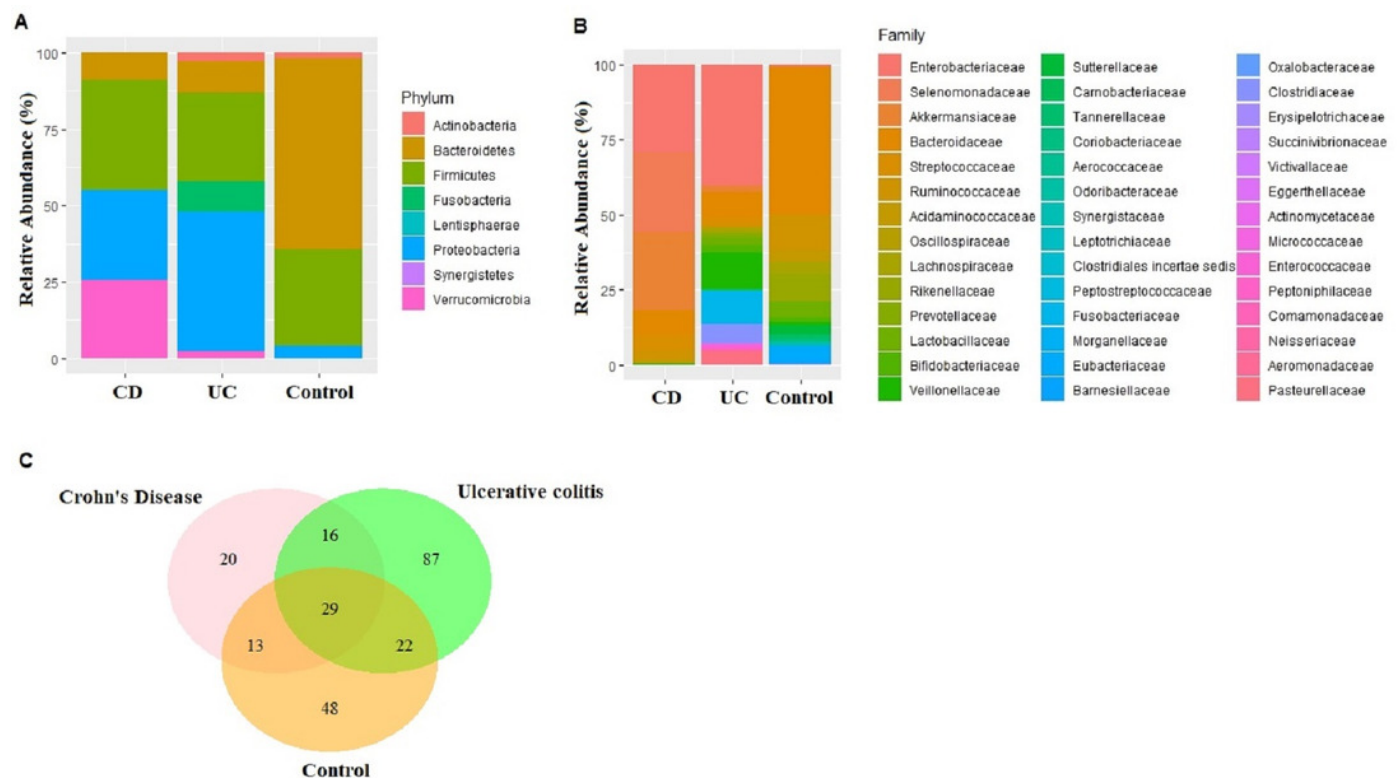 A
Relative Abundance (%)
100
75
50
25
0
CD
UC
Control
Phylum
Actinobacteria
Bacteroidetes
Firmicutes
Fusobacteria
Lentisphaerae
Proteobacteria
Synergistetes
Verrucomicrobia
B
Relative Abundance (%)
100
75
50
25
0
CD
UC
Control
Family
Enterobacteriaceae
Selenomonadaceae
Akkermansiaceae
Bacteroidaceae
Streptococcaceae
Ruminococcaceae
Acidaminococcaceae
Oscillospiraceae
Lachnospiraceae
Rikenellaceae
Prevotellaceae
Lactobacillaceae
Bifidobacteriaceae
Veillonellaceae
Sutterellaceae
Carnobacteriaceae
Tannerellaceae
Coriobacteriaceae
Aerococcaceae
Odoribacteraceae
Synergistaceae
Leptotrichiaceae
Clostridiales incertae sedis
Peptostreptococcaceae
Fusobacteriaceae
Morganellaceae
Eubacteriaceae
Barnesiellaceae
Oxalobacteraceae
Clostridiaceae
Erysipelotrichaceae
Succinivibrionaceae
Victivallaceae
Eggerthellaceae
Actinomycetaceae
Micrococcaceae
Enterococcaceae
Peptoniphilaceae
Comamonadaceae
Neisseriaceae
Aeromonadaceae
Pasteurellaceae
C
Crohn's Disease
Ulcerative colitis
16
20
87
29
13
22
48
Control